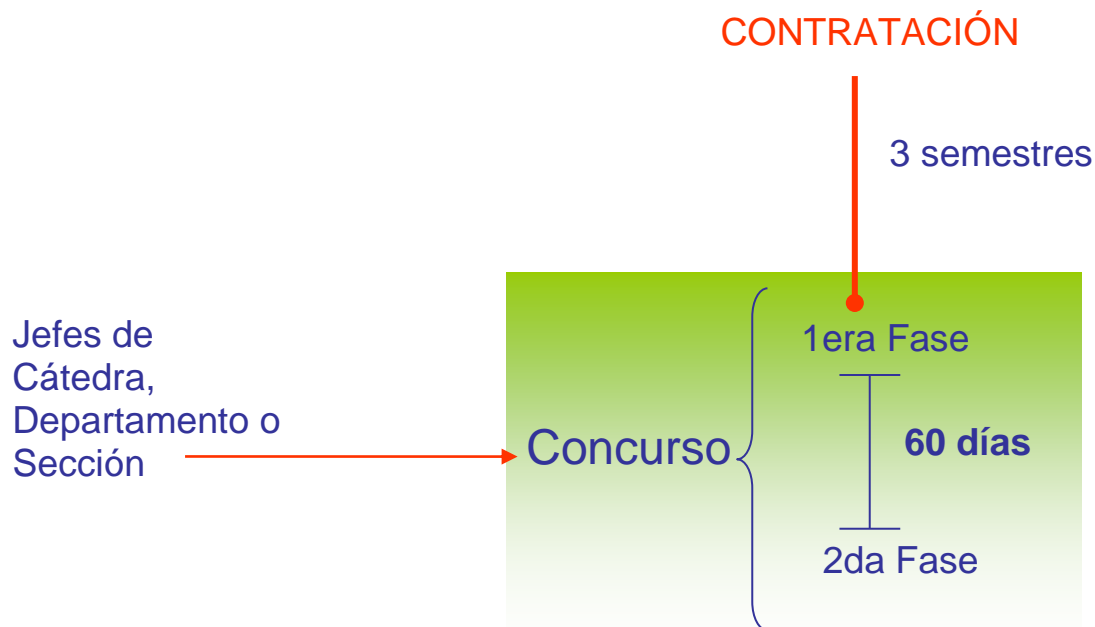 CONTRATACIÓN
3 semestres
Jefes de
Cátedra,
Departamento o
Sección
Concurso
1era Fase
60 días
2da Fase